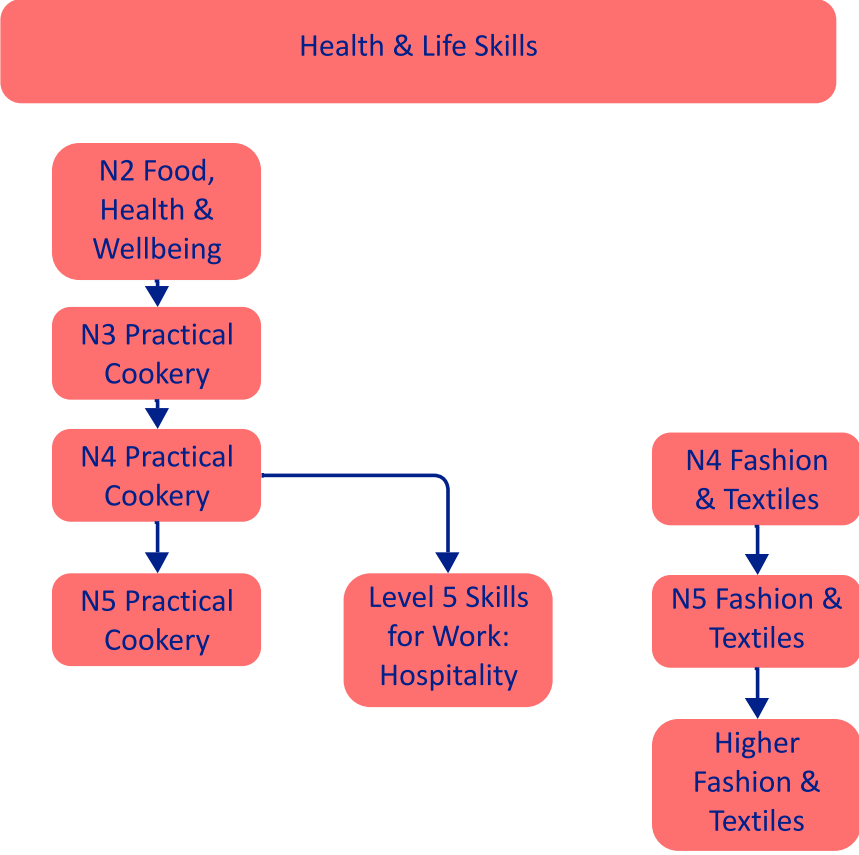 Health & Life Skills
N2 Food,
Health &
Wellbeing
N3 Practical
Cookery
N4 Practical
Cookery
N5 Practical
Cookery
Level 5 Skills
for Work:
Hospitality
N4 Fashion
& Textiles
N5 Fashion &
Textiles
Higher
Fashion &
Textiles